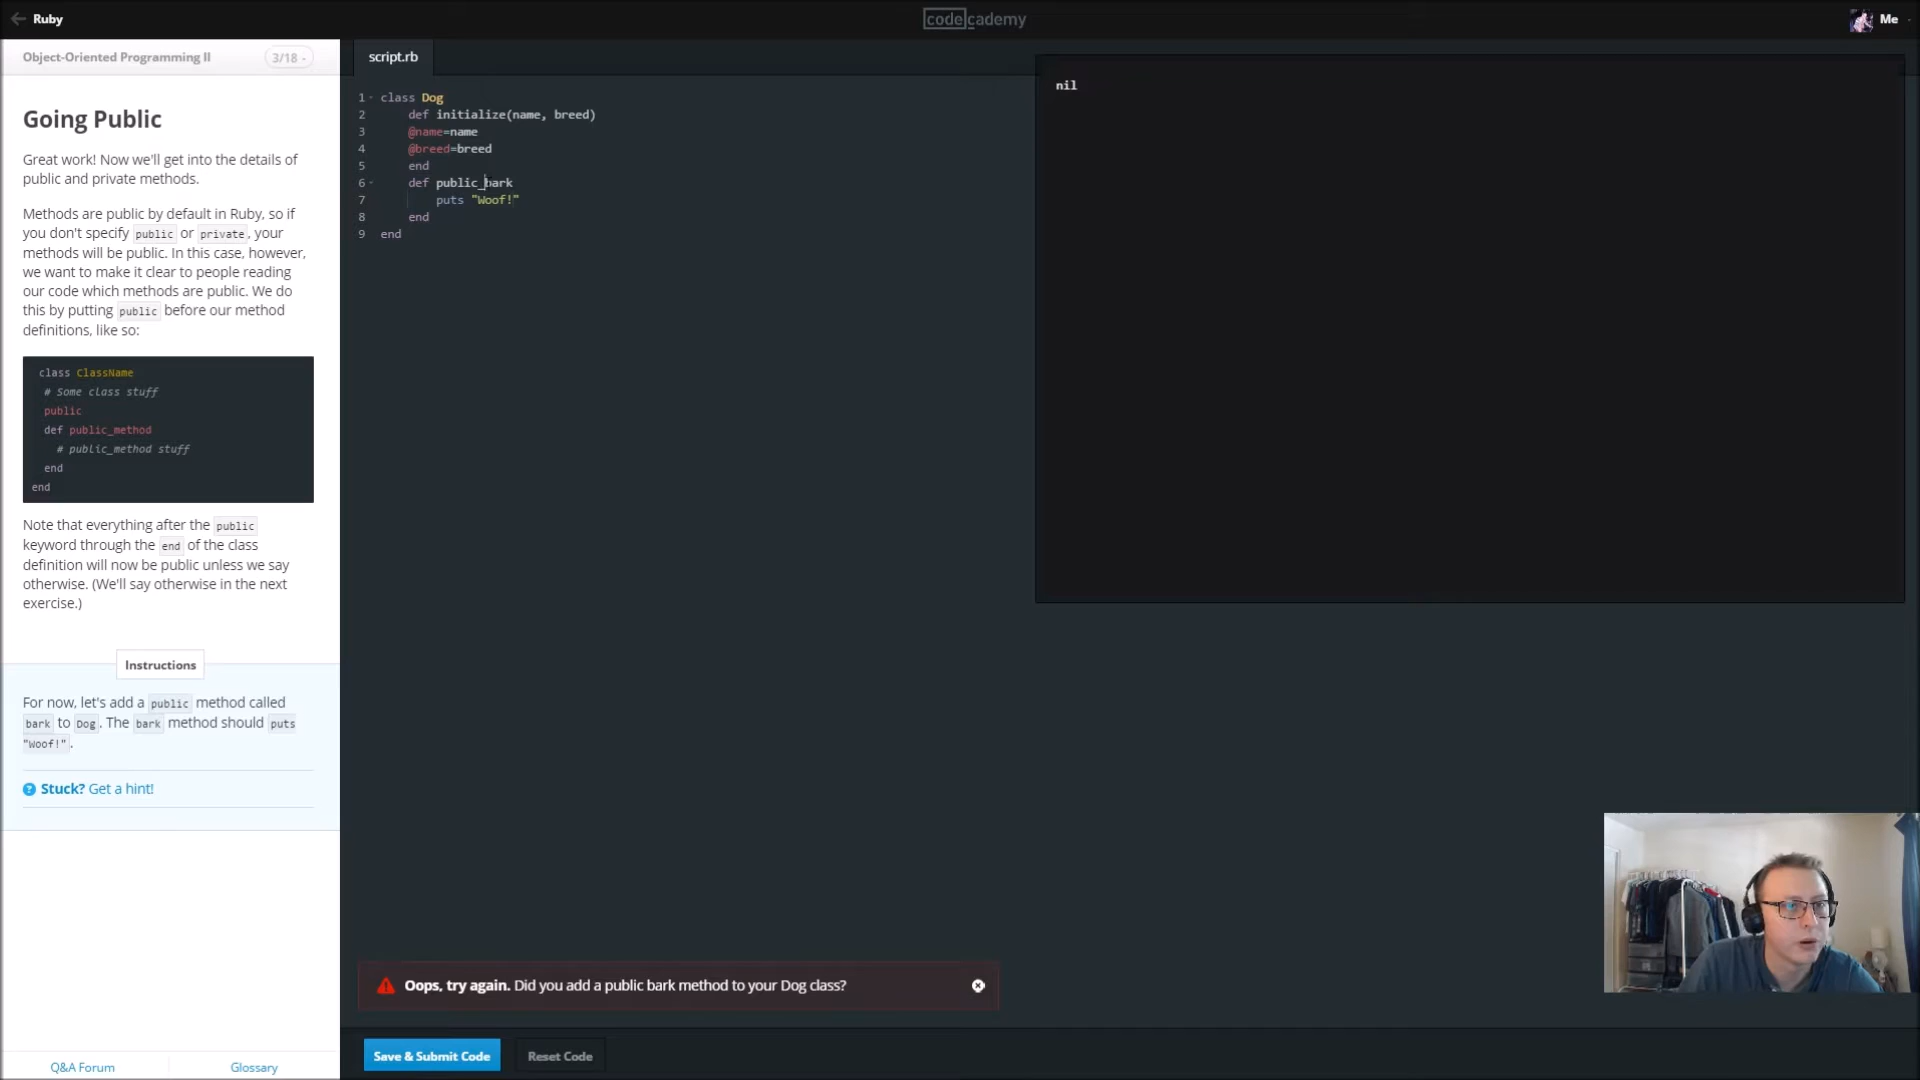 Ruby
codecademy
Me
Object-Oriented Programming II
3/18
script.rb
Going Public
Great work! Now we'll get into the details of
public and private methods.
Methods are public by default in Ruby, so if
you don't specify public or private, your
methods will be public. In this case, however,
we want to make it clear to people reading
our code which methods are public. We do
this by putting public before our method
definitions, like so:
class ClassName
# Some class stuff
public
def public_method
# public_method stuff
end
end
Note that everything after the public
keyword through the end of the class
definition will now be public unless we say
otherwise. (We'll say otherwise in the next
exercise.)
Instructions
For now, let's add a public method called
bark to Dog. The bark method should puts
"Woof!".
Stuck? Get a hint!
Q&A Forum
Glossary
1 class Dog
2 def initialize(name, breed)
3 @name=name
4 @breed=breed
5 end
6 def public_bark
7 puts "Woof!"
8 end
9 end
nil
Oops, try again. Did you add a public bark method to your Dog class?
Save & Submit Code
Reset Code